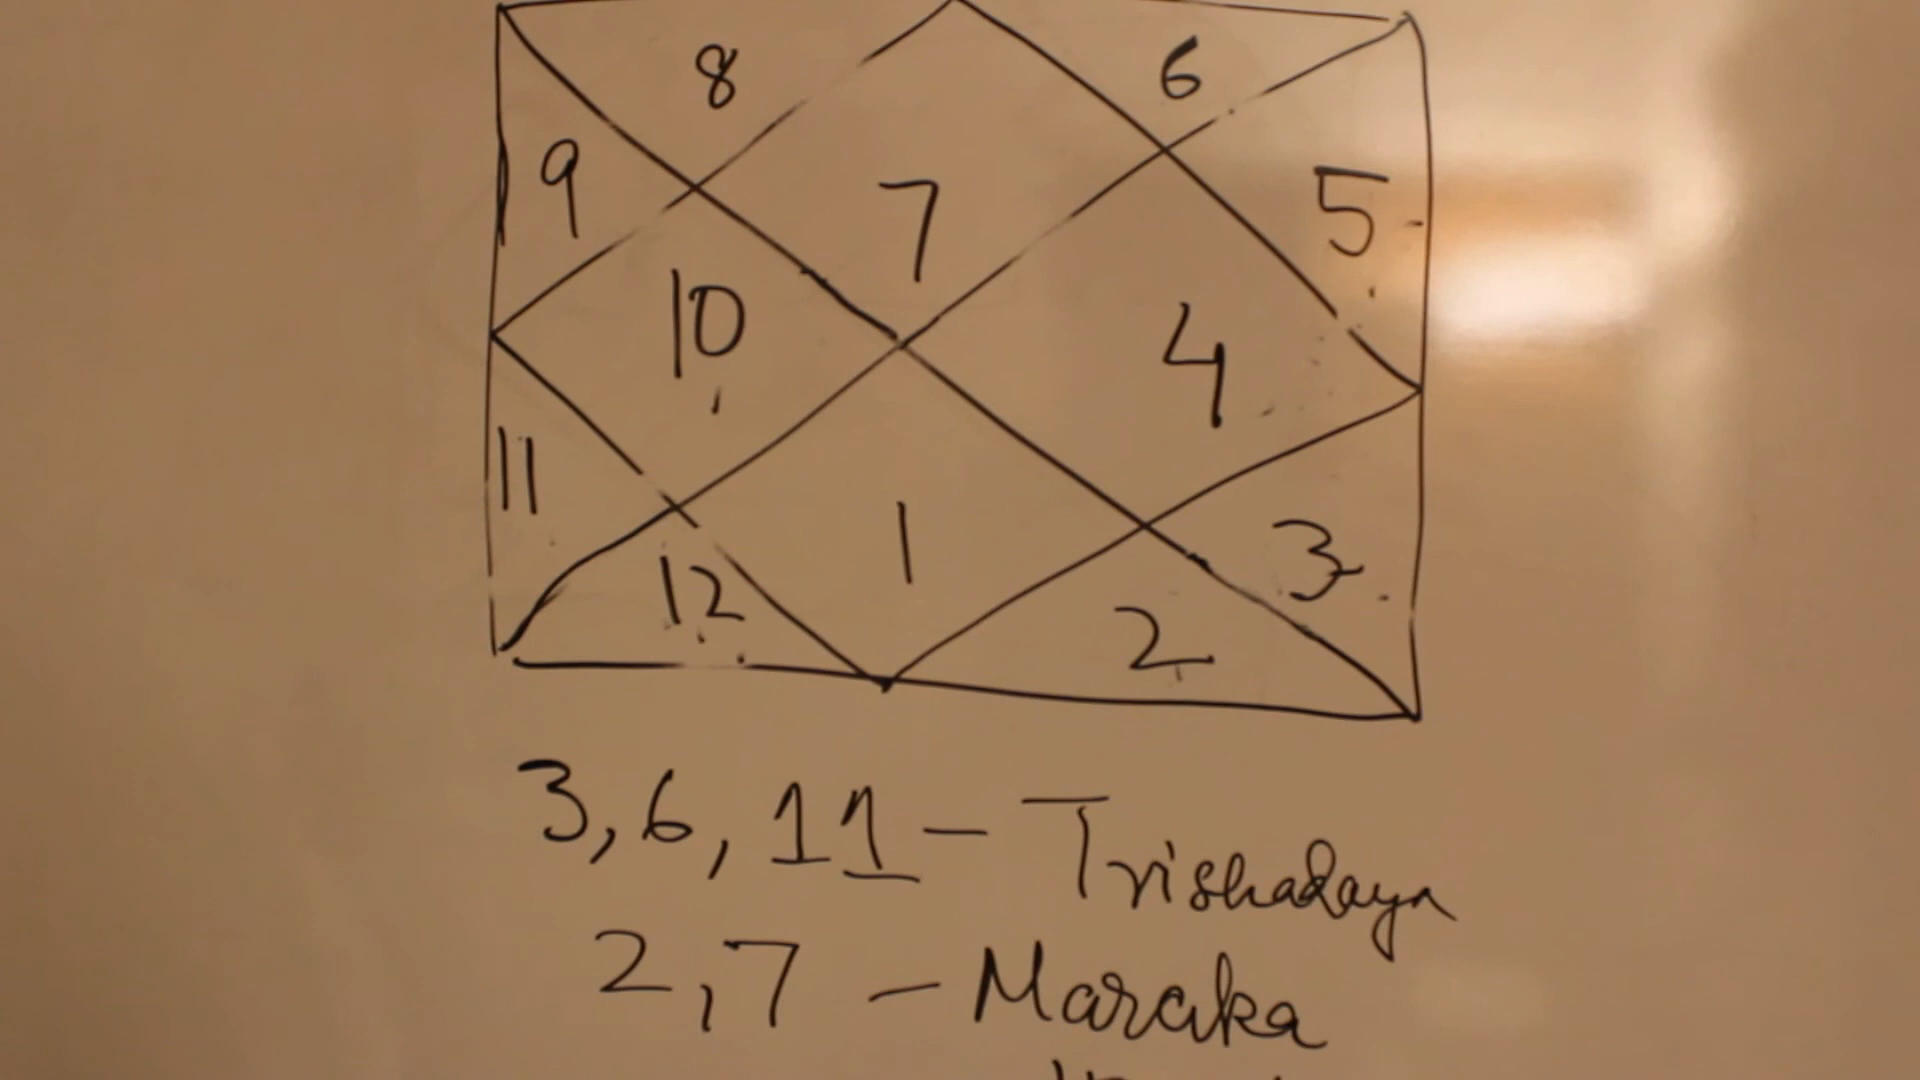 8 6
9 7 5
10 4
11 1 3
12 2
3, 6, 11 – Trishadaya
2, 7 – Maraka